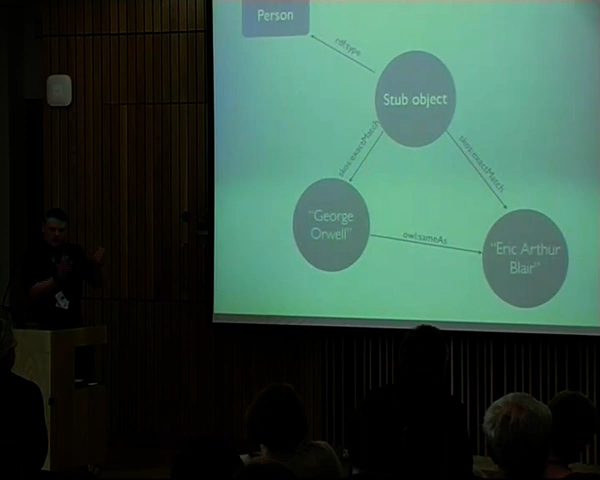 Person
rdf:type
Stub object
skos:exactMatch
skos:exactMatch
"George
Orwell"
owl:sameAs
"Eric Arthur
Blair"